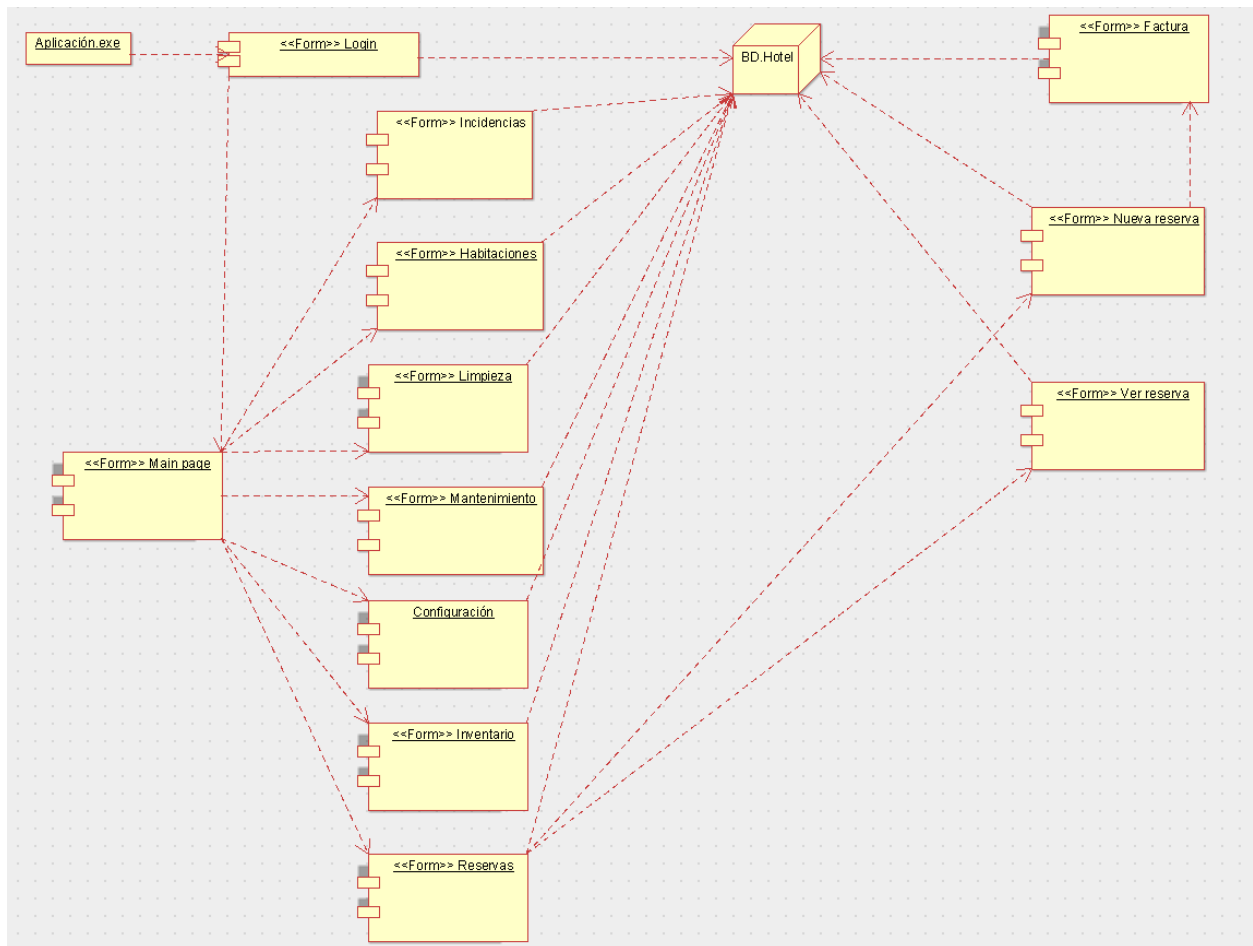 Aplicación.exe
<<Form>> Login
BD.Hotel
<<Form>> Factura
<<Form>> Incidencias
<<Form>> Nueva reserva
<<Form>> Habitaciones
<<Form>> Limpieza
<<Form>> Ver reserva
<<Form>> Main page
<<Form>> Mantenimiento
Configuración
<<Form>> Inventario
<<Form>> Reservas